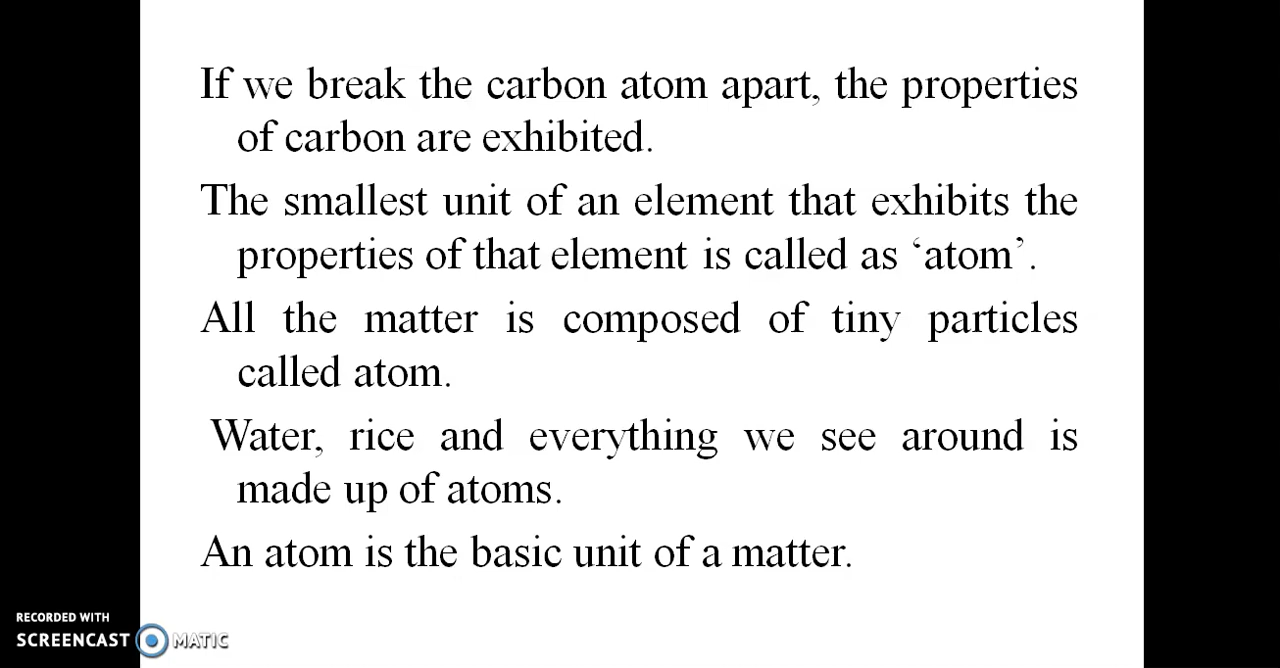 If we break the carbon atom apart, the properties
of carbon are exhibited.
The smallest unit of an element that exhibits the
properties of that element is called as ‘atom’.
All the matter is composed of tiny particles
called atom.
Water, rice and everything we see around is
made up of atoms.
An atom is the basic unit of a matter.
RECORDED WITH
SCREENCAST MATIC